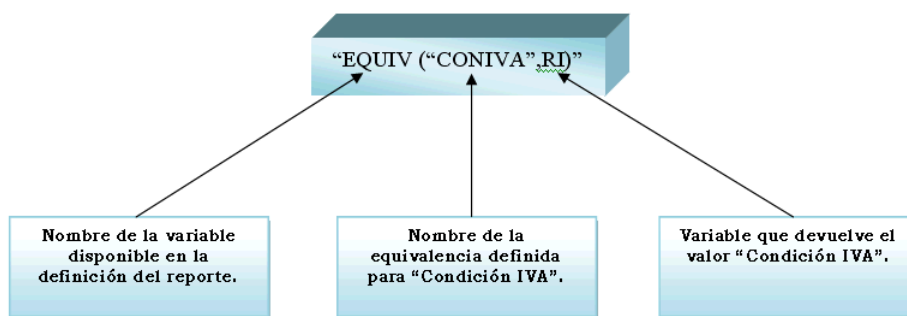 “EQUIV (“CONIVA”,RI)”
Nombre de la variable
disponible en la
definición del reporte.
Nombre de la
equivalencia definida
para “Condición IVA”.
Variable que devuelve el
valor “Condición IVA”.